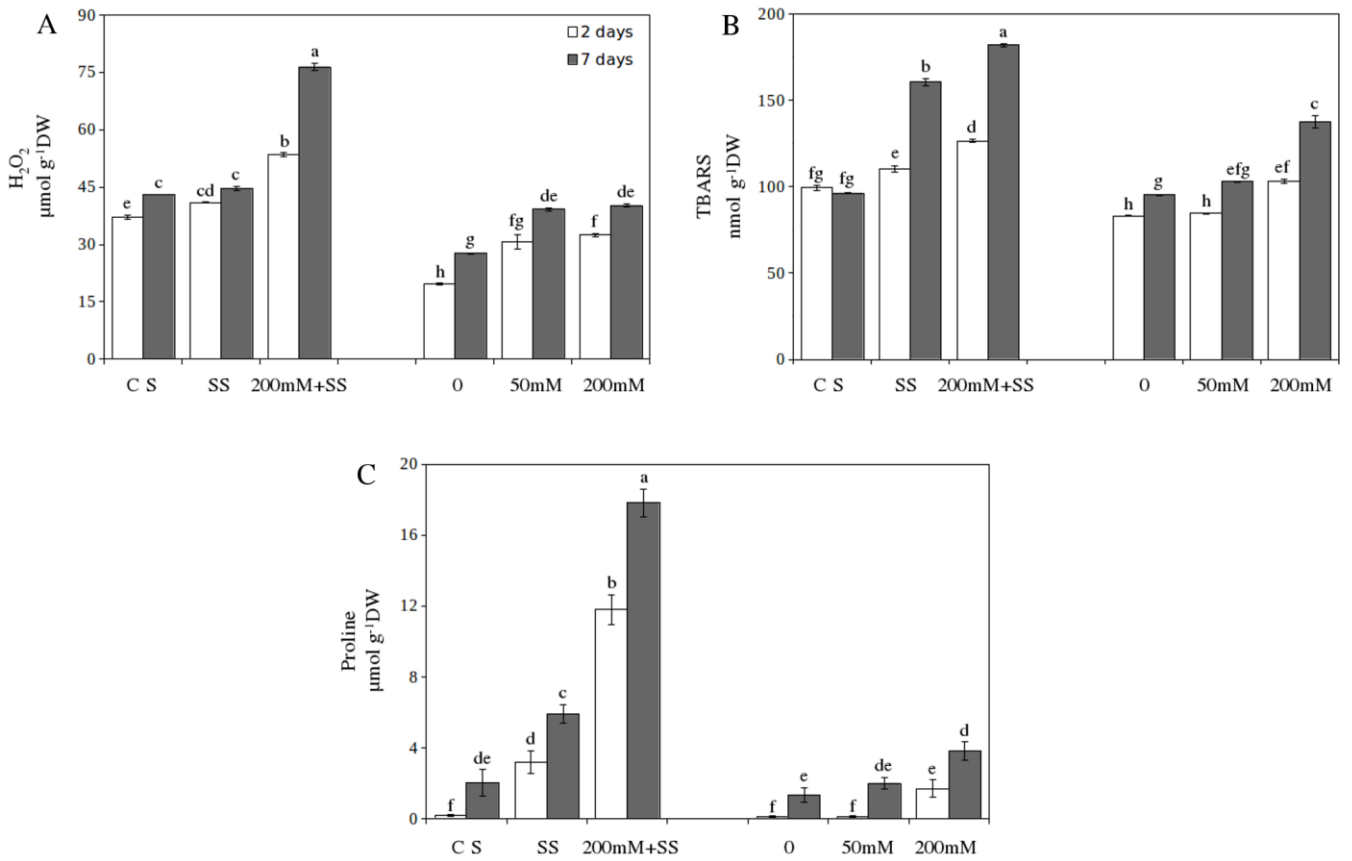 A
H₂O₂
µmol g⁻¹DW
90
75
60
45
30
15
0
2 days
7 days
e c cd c b a h g fg de f de
C S SS 200mM+SS 0 50mM 200mM
B
TBARS
nmol g⁻¹DW
200
150
100
50
0
fg fg e b d a h g h efg ef c
C S SS 200mM+SS 0 50mM 200mM
C
Proline
µmol g⁻¹DW
20
16
12
8
4
0
f de d c b a f e f de e d
C S SS 200mM+SS 0 50mM 200mM